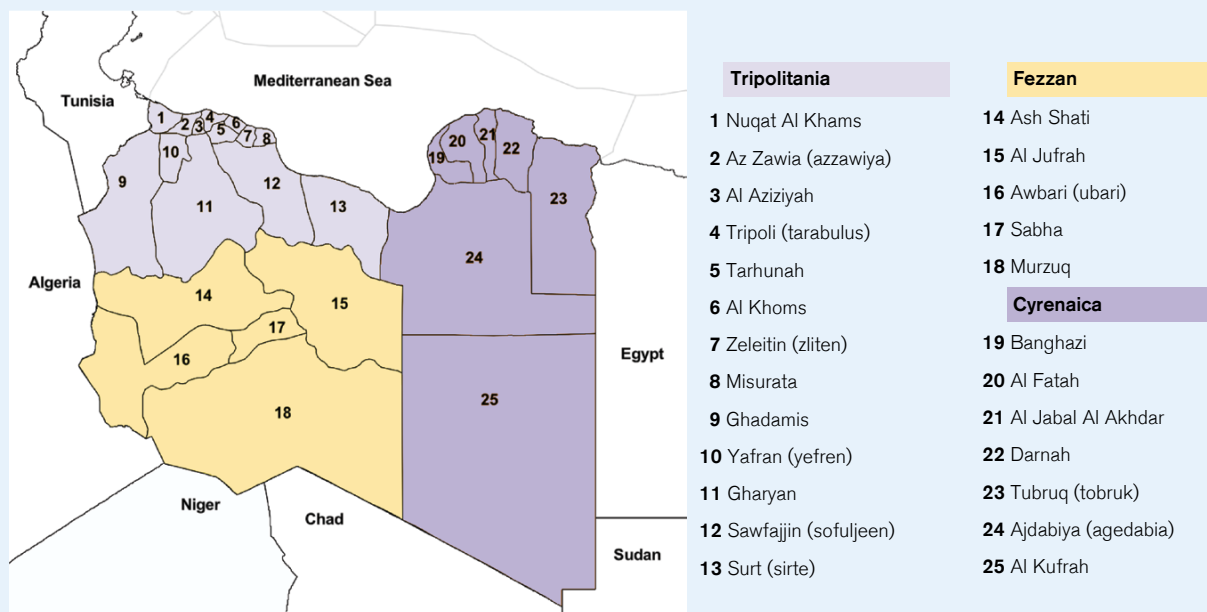 Mediterranean Sea
Tunisia
1
2
3
4
5
6
7
8
9
10
11
12
13
19
20
21
22
23
24
Algeria
14
15
16
17
18
25
Egypt
Niger
Chad
Sudan
Tripolitania
1 Nuqat Al Khams
2 Az Zawia (azzawiya)
3 Al Aziziyah
4 Tripoli (tarabulus)
5 Tarhunah
6 Al Khoms
7 Zeleitin (zliten)
8 Misurata
9 Ghadamis
10 Yafran (yefren)
11 Gharyan
12 Sawfajjin (sofuljeen)
13 Surt (sirte)
Fezzan
14 Ash Shati
15 Al Jufrah
16 Awbari (ubari)
17 Sabha
18 Murzuq
Cyrenaica
19 Banghazi
20 Al Fatah
21 Al Jabal Al Akhdar
22 Darnah
23 Tubruq (tobruk)
24 Ajdabiya (agedabia)
25 Al Kufrah